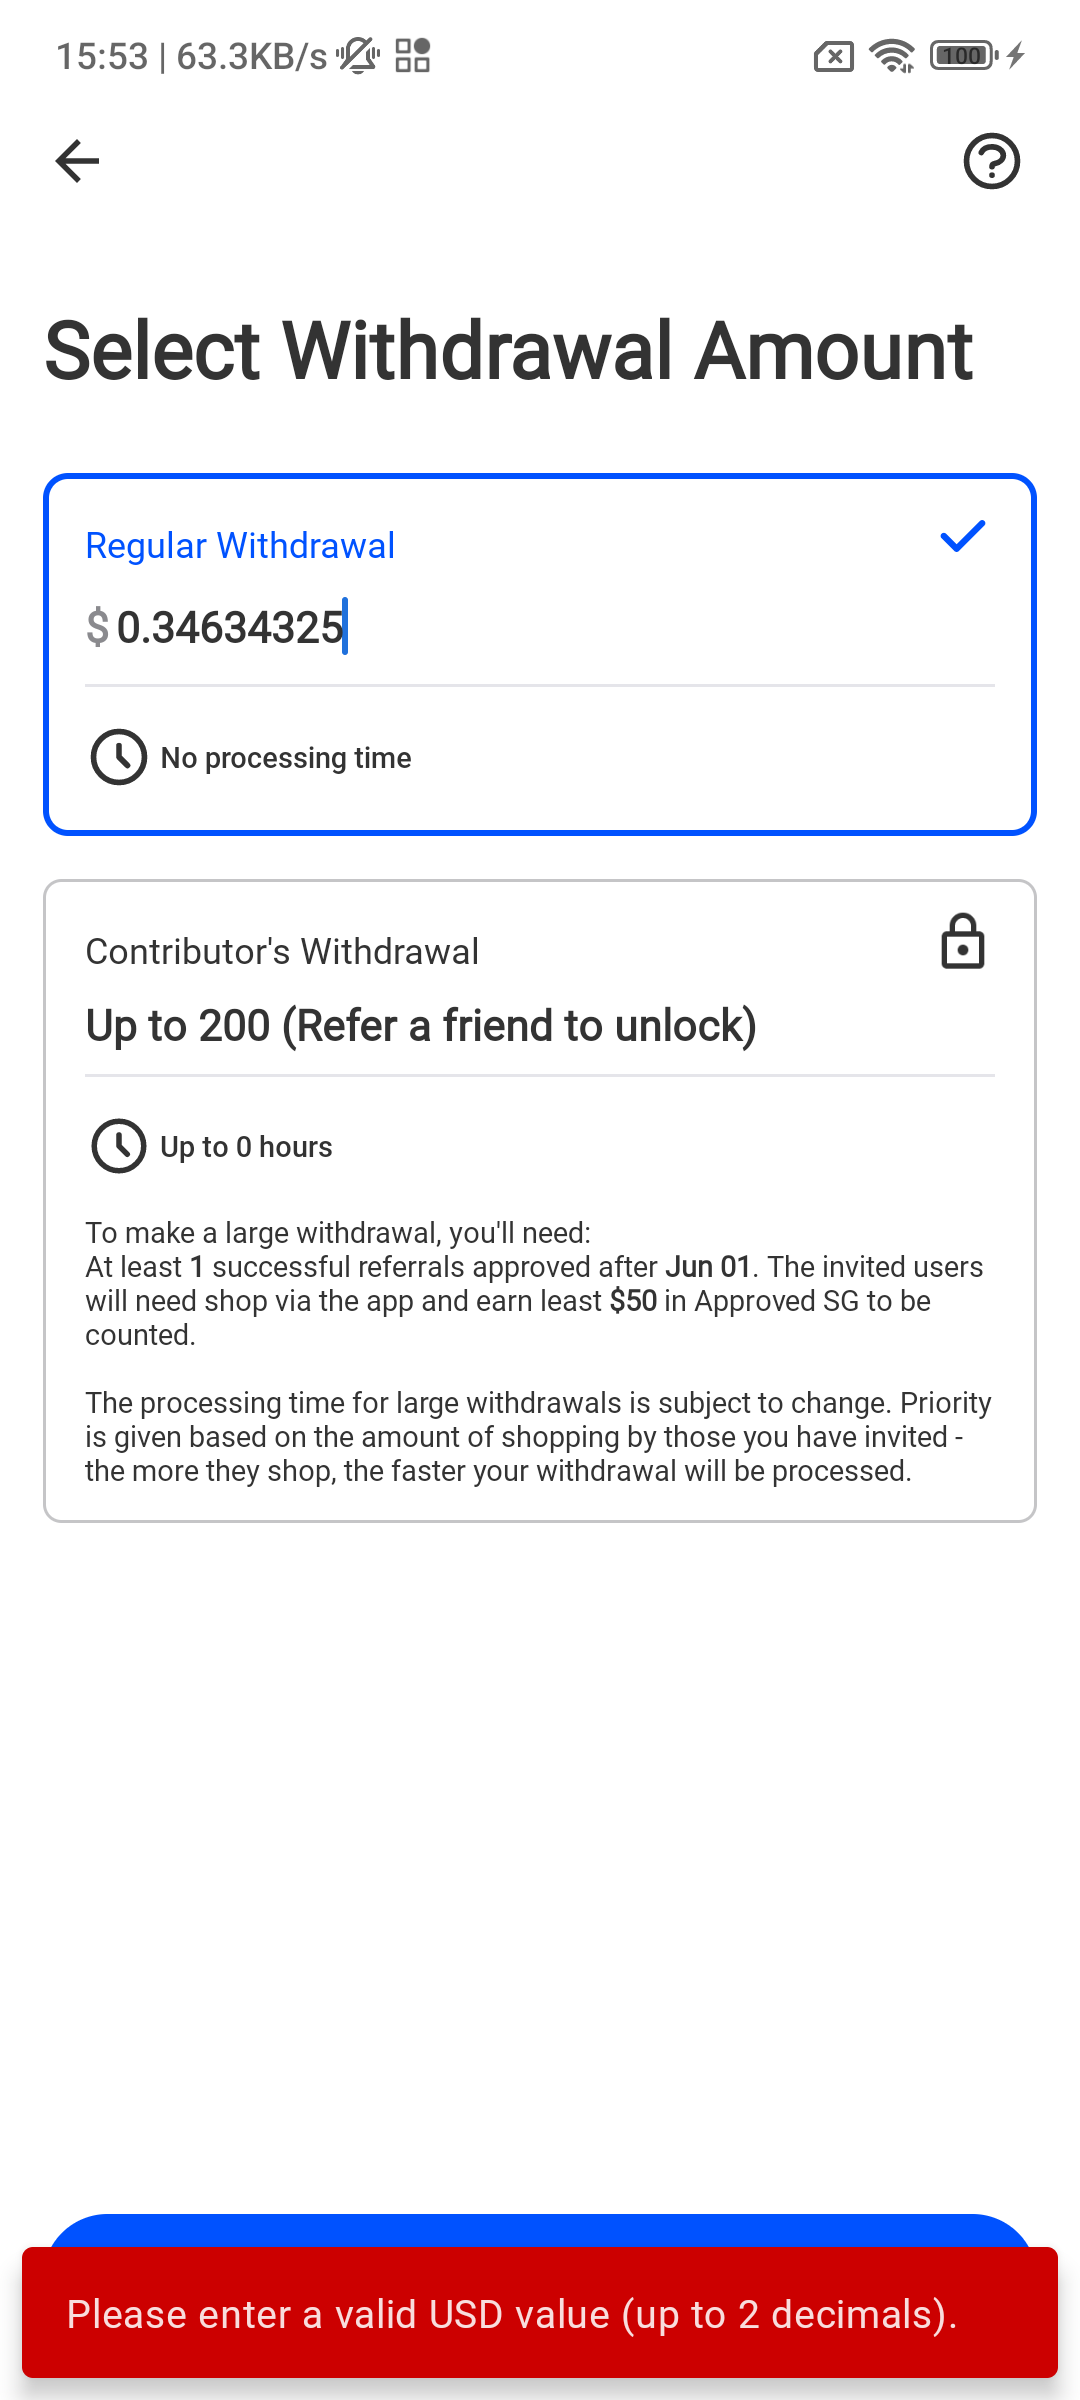 15:53 | 63.3KB/s
100
Select Withdrawal Amount
Regular Withdrawal
$ 0.34634325
No processing time
Contributor's Withdrawal
Up to 200 (Refer a friend to unlock)
Up to 0 hours
To make a large withdrawal, you'll need:
At least 1 successful referrals approved after Jun 01. The invited users
will need shop via the app and earn least $50 in Approved SG to be
counted.
The processing time for large withdrawals is subject to change. Priority
is given based on the amount of shopping by those you have invited -
the more they shop, the faster your withdrawal will be processed.
Please enter a valid USD value (up to 2 decimals).